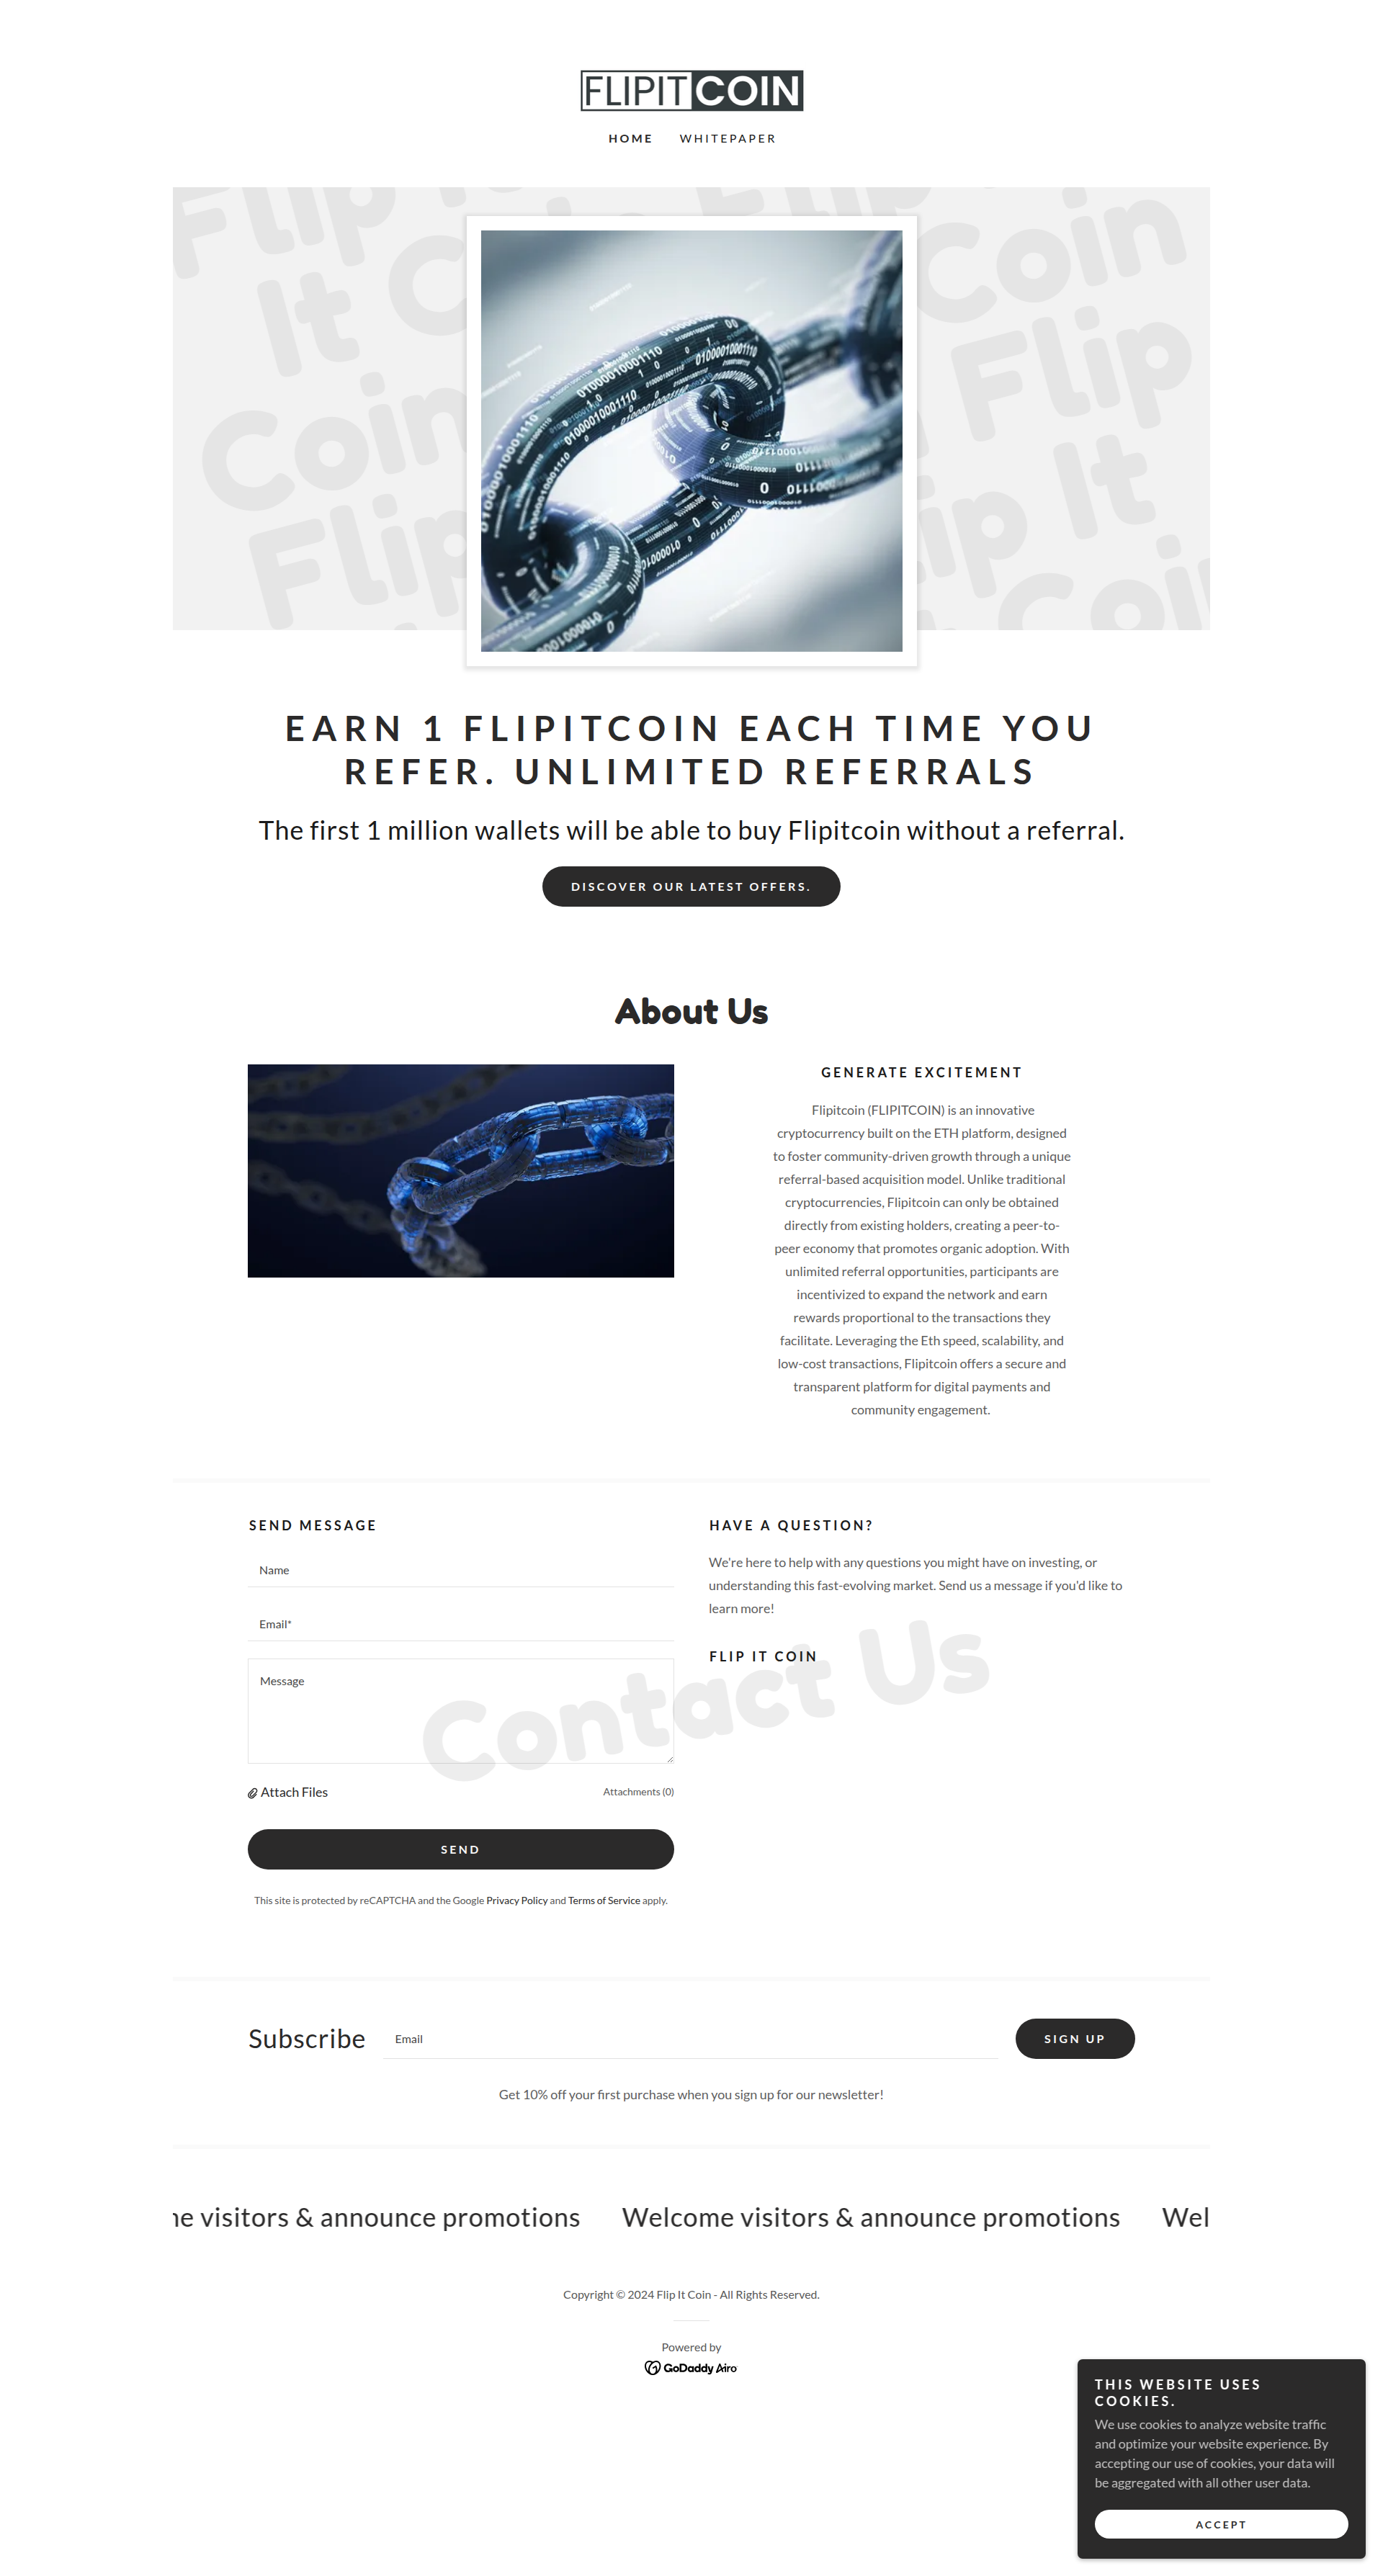 FLIPITCOIN
HOME WHITEPAPER
Flip It Coin Flip
It Coin
Coin Flip
Flip It
EARN 1 FLIPITCOIN EACH TIME YOU
REFER. UNLIMITED REFERRALS
The first 1 million wallets will be able to buy Flipitcoin without a referral.
DISCOVER OUR LATEST OFFERS.
About Us
GENERATE EXCITEMENT
Flipitcoin (FLIPITCOIN) is an innovative
cryptocurrency built on the ETH platform, designed
to foster community-driven growth through a unique
referral-based acquisition model. Unlike traditional
cryptocurrencies, Flipitcoin can only be obtained
directly from existing holders, creating a peer-to-
peer economy that promotes organic adoption. With
unlimited referral opportunities, participants are
incentivized to expand the network and earn
rewards proportional to the transactions they
facilitate. Leveraging the Eth speed, scalability, and
low-cost transactions, Flipitcoin offers a secure and
transparent platform for digital payments and
community engagement.
SEND MESSAGE
Name
Email*
Message
Attach Files
Attachments (0)
SEND
This site is protected by reCAPTCHA and the Google Privacy Policy and Terms of Service apply.
HAVE A QUESTION?
We're here to help with any questions you might have on investing, or
understanding this fast-evolving market. Send us a message if you'd like to
learn more!
FLIP IT COIN
Contact Us
Subscribe
Email
SIGN UP
Get 10% off your first purchase when you sign up for our newsletter!
visitors & announce promotions Welcome visitors & announce promotions
Copyright © 2024 Flip It Coin - All Rights Reserved.
Powered by
GoDaddy Airo
THIS WEBSITE USES
COOKIES.
We use cookies to analyze website traffic
and optimize your website experience. By
accepting our use of cookies, your data will
be aggregated with all other user data.
ACCEPT